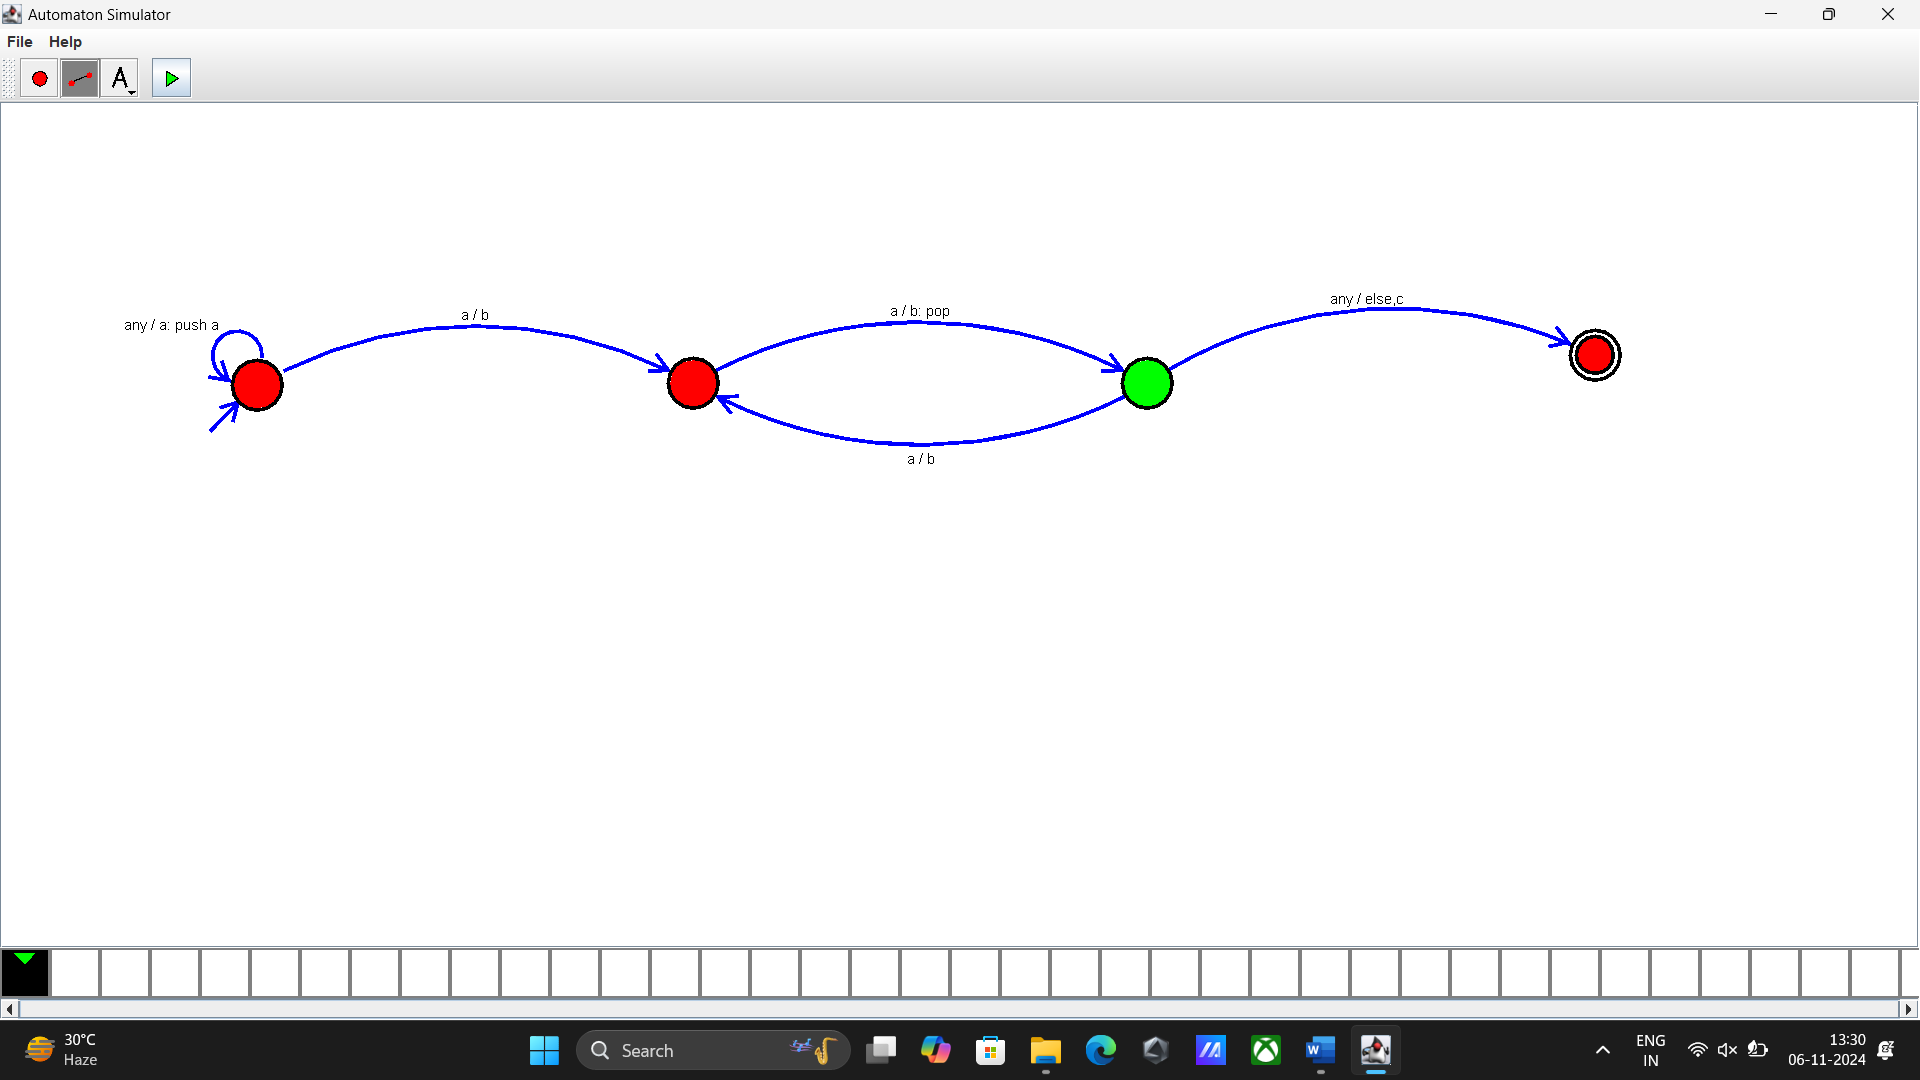 Automaton Simulator
File Help
A
any / else,c
a / b: pop
a / b
any / a: push a
a / b
30°C
Haze
Search
W
ENG
IN
13:30
06-11-2024